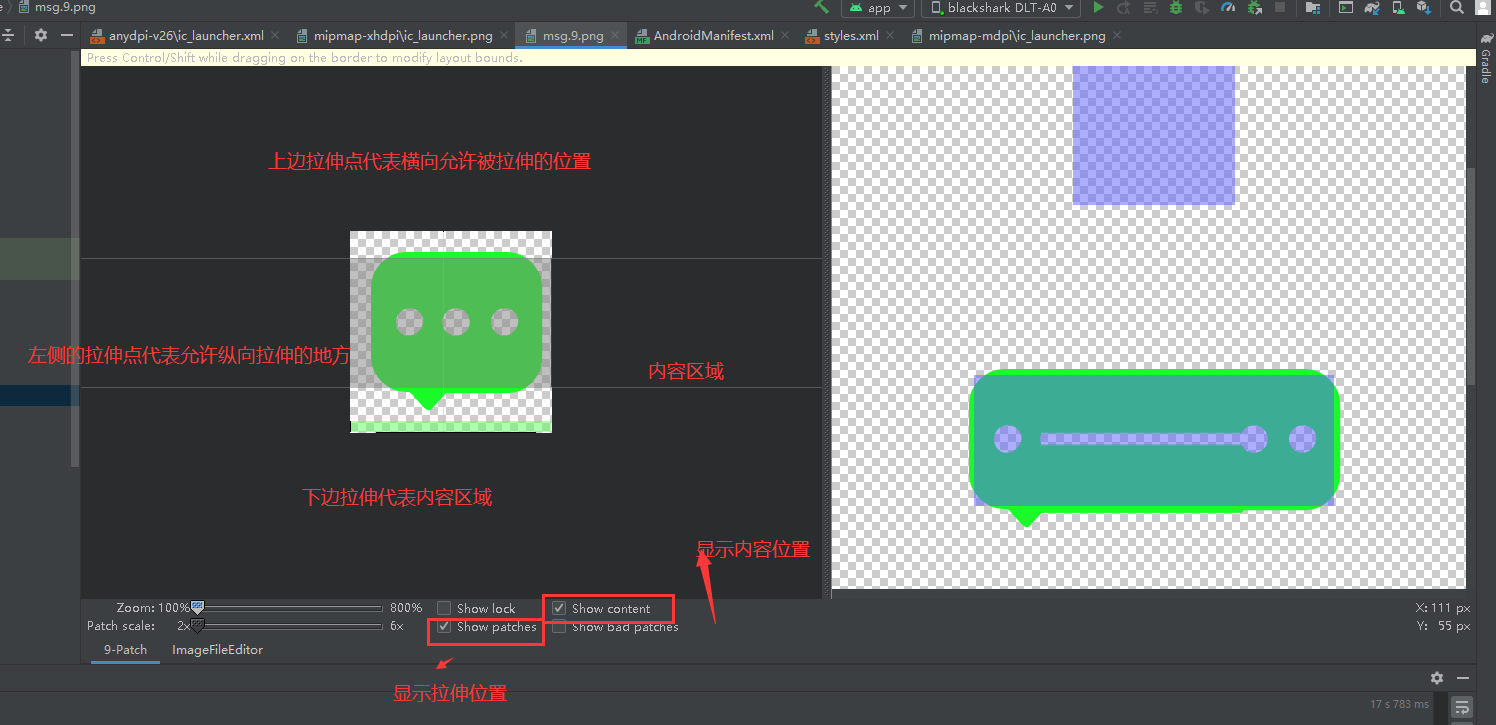 msg.9.png
app
blackshark DLT-A0
anydpi-v26\ic_launcher.xml
mipmap-xhdpi\ic_launcher.png
msg.9.png
AndroidManifest.xml
styles.xml
mipmap-mdpi\ic_launcher.png
Gradle
Press Control/Shift while dragging on the border to modify layout bounds.
上边拉伸点代表横向允许被拉伸的位置
左侧的拉伸点代表允许纵向拉伸的地方
内容区域
下边拉伸代表内容区域
显示内容位置
Zoom: 100% 800% Show lock Show content
Patch scale: 2x 6x Show patches Show bad patches
X: 111 px
Y: 55 px
9-Patch ImageFileEditor
显示拉伸位置
17 s 783 ms